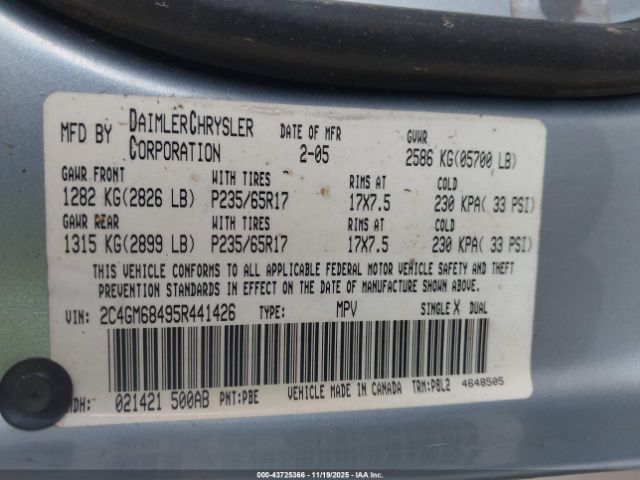 MFD BY DAIMLERCHRYSLER CORPORATION DATE OF MFR 2-05 GVWR 2586 KG(05700 LB)
GAWR FRONT WITH TIRES RIMS AT COLD
1282 KG(2826 LB) P235/65R17 17X7.5 230 KPA( 33 PSI)
GAWR REAR WITH TIRES RIMS AT COLD
1315 KG(2899 LB) P235/65R17 17X7.5 230 KPA( 33 PSI)
THIS VEHICLE CONFORMS TO ALL APPLICABLE FEDERAL MOTOR VEHICLE SAFETY AND THEFT
PREVENTION STANDARDS IN EFFECT ON THE DATE OF MANUFACTURE SHOWN ABOVE.
VIN: 2C4GM68495R441426 TYPE: MPV SINGLE X DUAL
VEHICLE MADE IN CANADA 4648505
MDH: 021421 500AB PNT:PBE TRM:P8L2
000-43725366 - 11/19/2025 - IAAI.CA